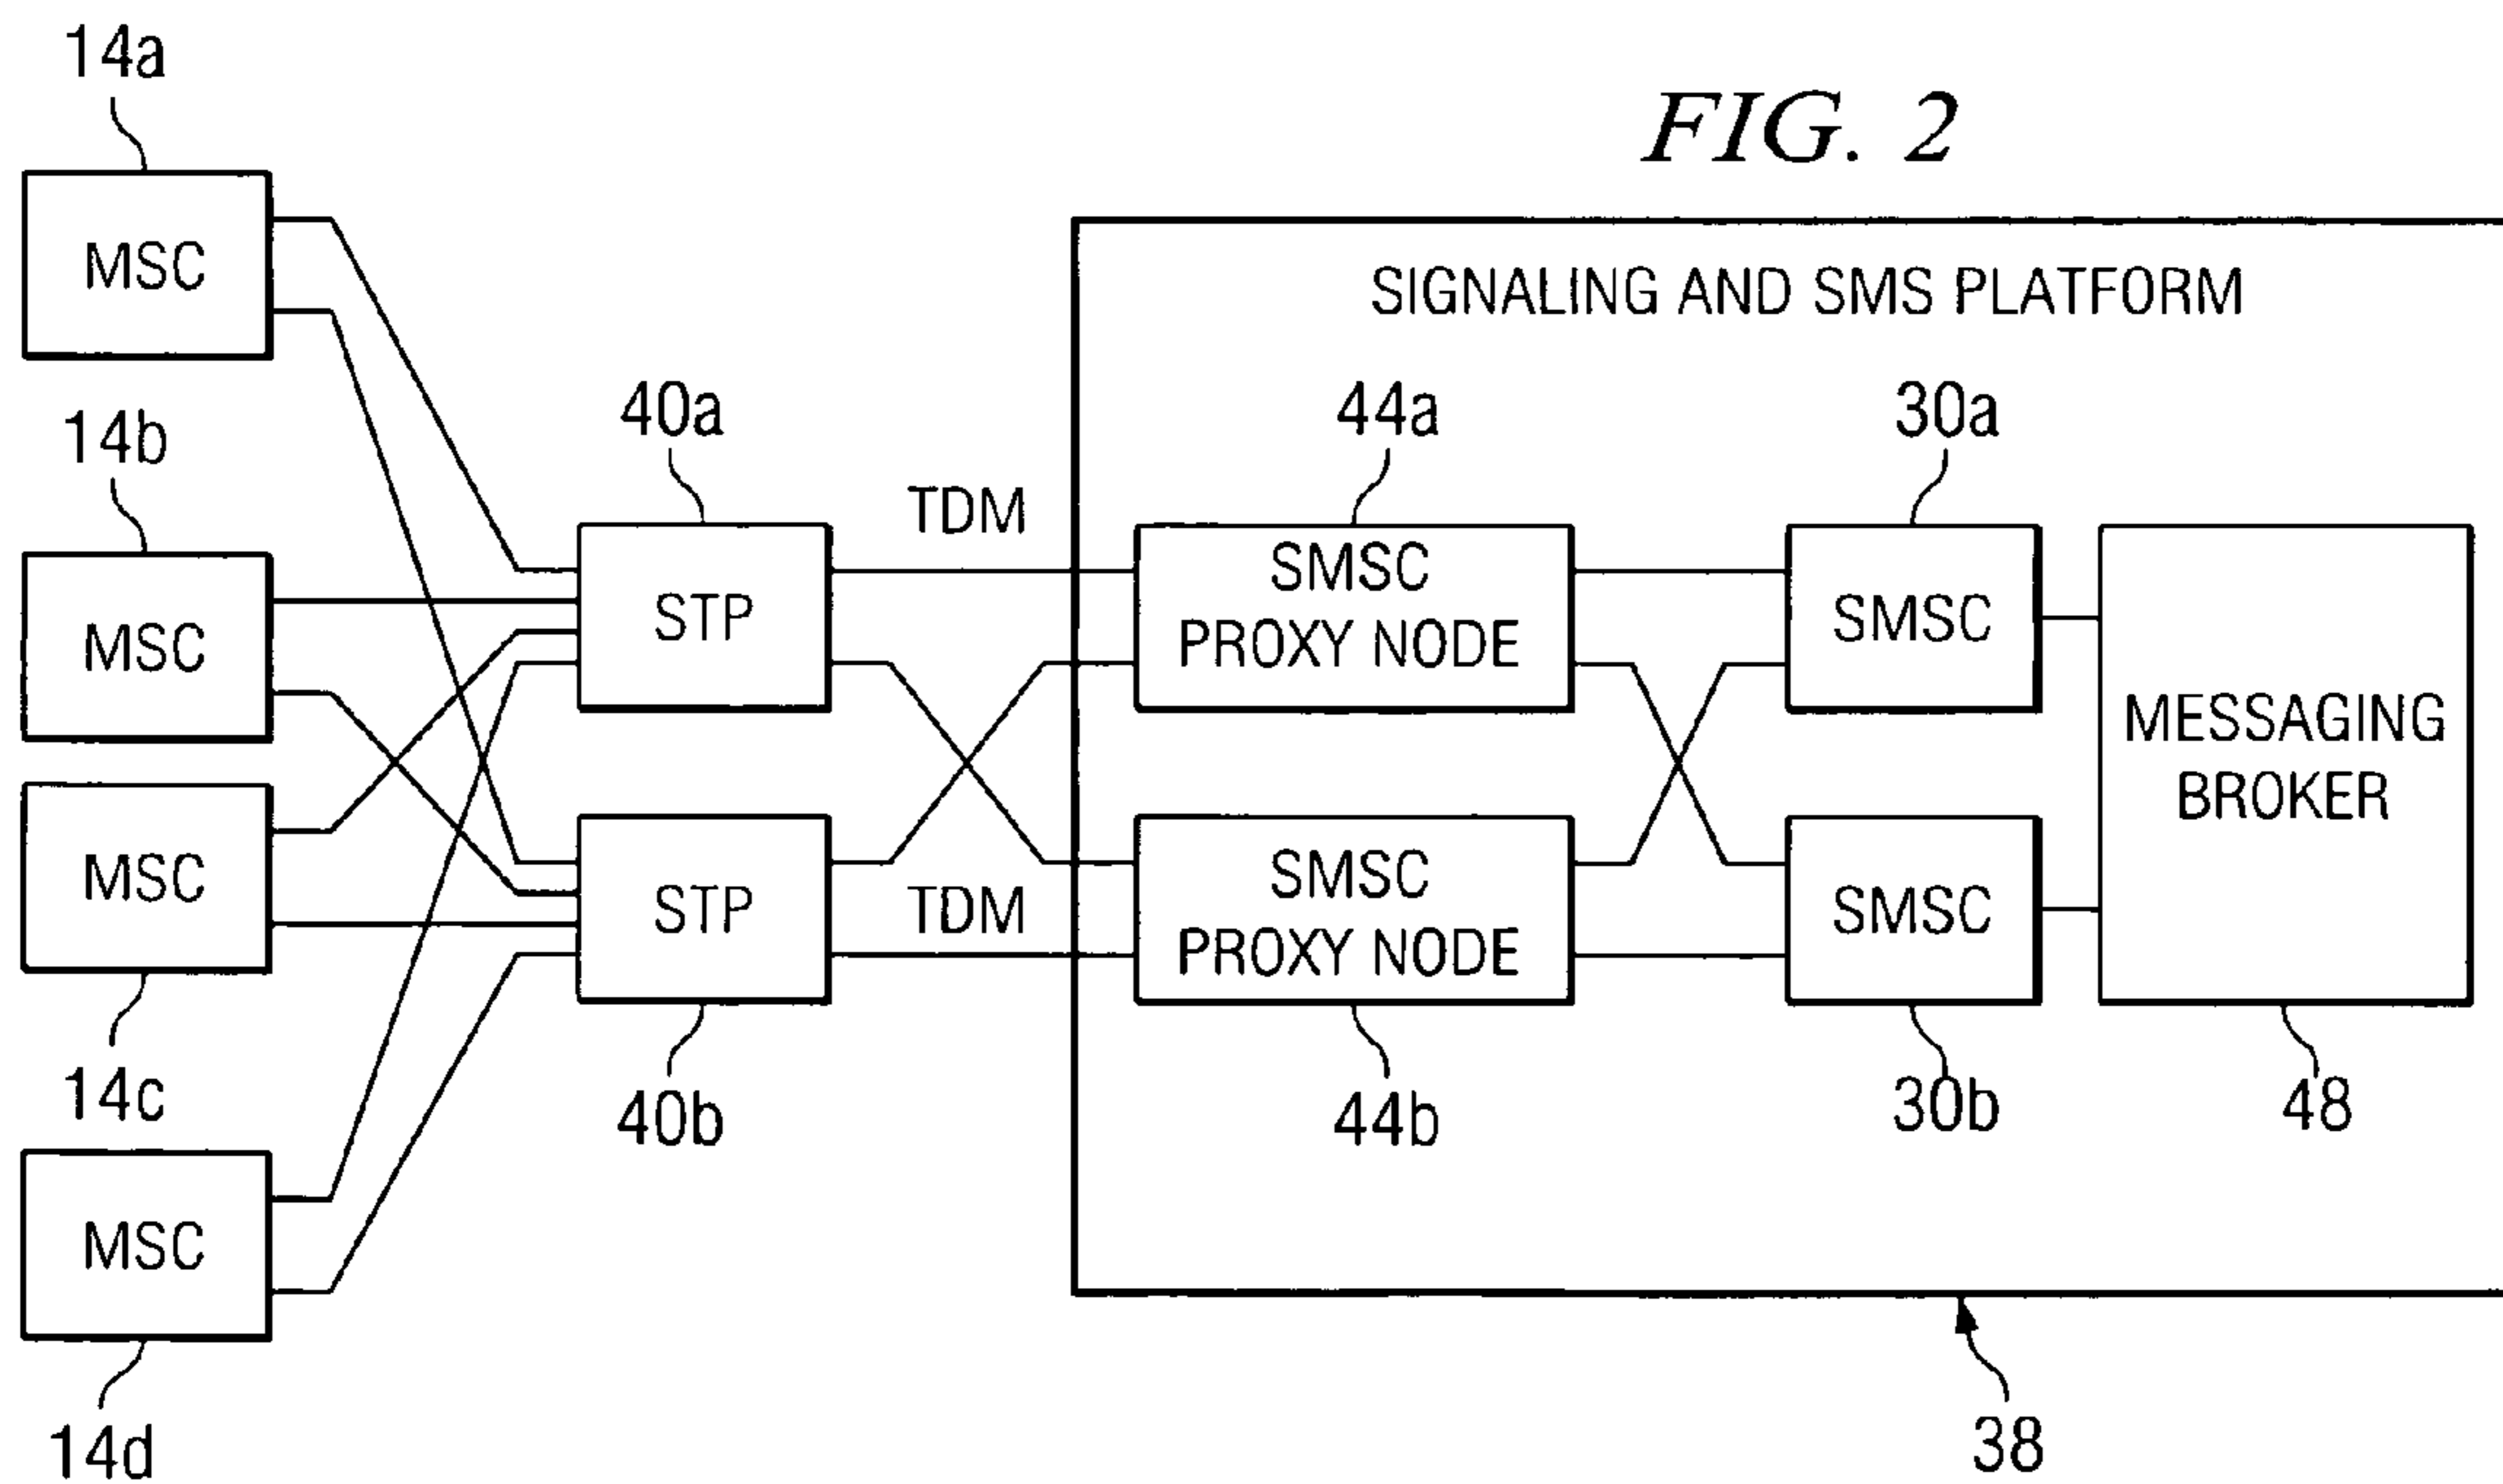 FIG. 2
14a
MSC
14b
MSC
MSC
14c
MSC
14d
40a
STP
STP
40b
TDM
TDM
SIGNALING AND SMS PLATFORM
44a
SMSC
PROXY NODE
SMSC
PROXY NODE
44b
30a
SMSC
SMSC
30b
MESSAGING
BROKER
48
38